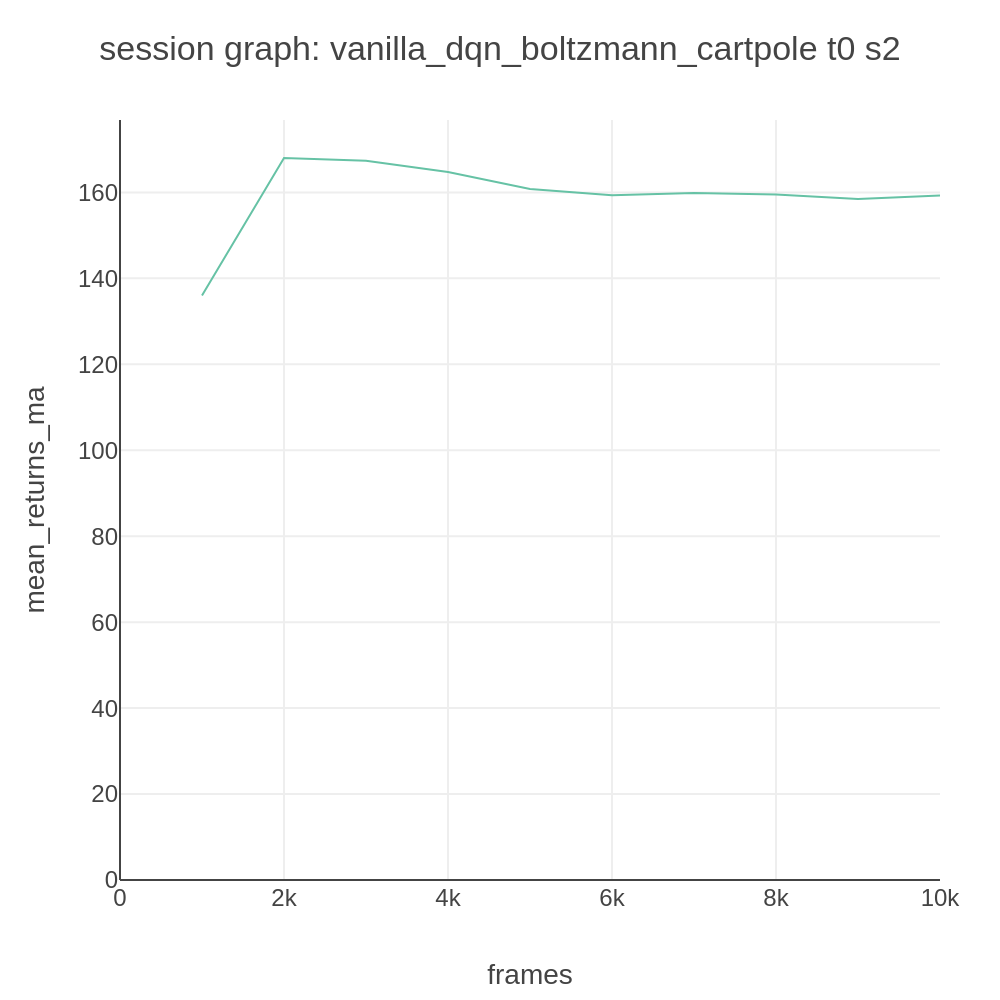 session graph: vanilla_dqn_boltzmann_cartpole t0 s2
mean_returns_ma
160
140
120
100
80
60
40
20
0
0 2k 4k 6k 8k 10k
frames